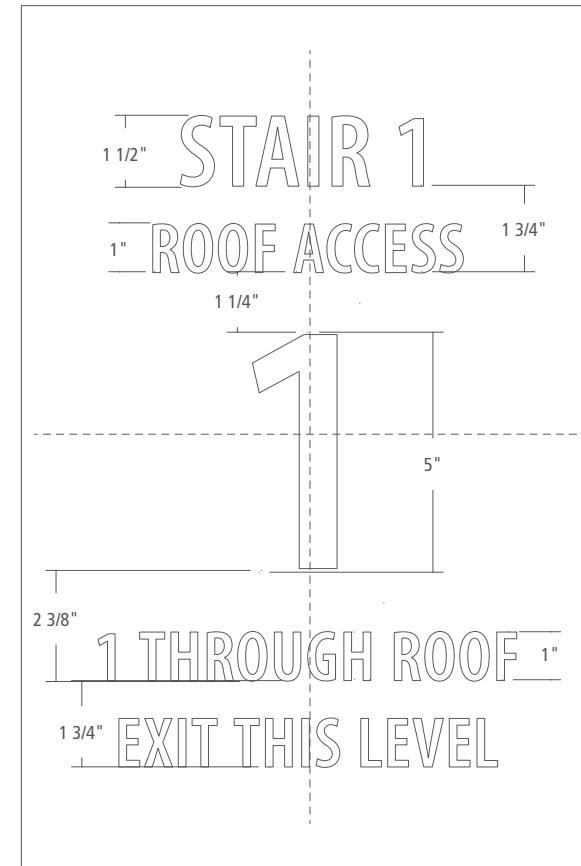 STAIR 1
1 1/2"
ROOF ACCESS
1"
1 3/4"
1 1/4"
1
5"
2 3/8"
1 THROUGH ROOF
1"
EXIT THIS LEVEL
1 3/4"